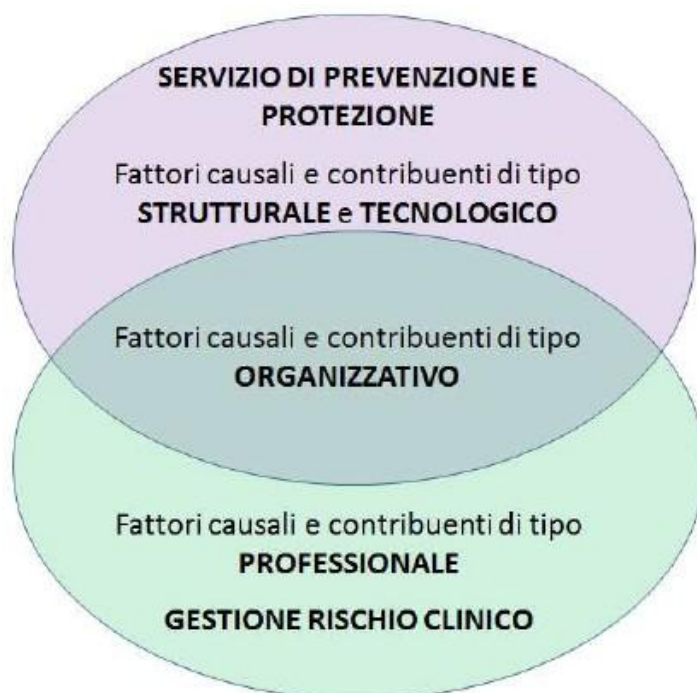 SERVIZIO DI PREVENZIONE E
PROTEZIONE
Fattori causali e contribuenti di tipo
STRUTTURALE e TECNOLOGICO
Fattori causali e contribuenti di tipo
ORGANIZZATIVO
Fattori causali e contribuenti di tipo
PROFESSIONALE
GESTIONE RISCHIO CLINICO